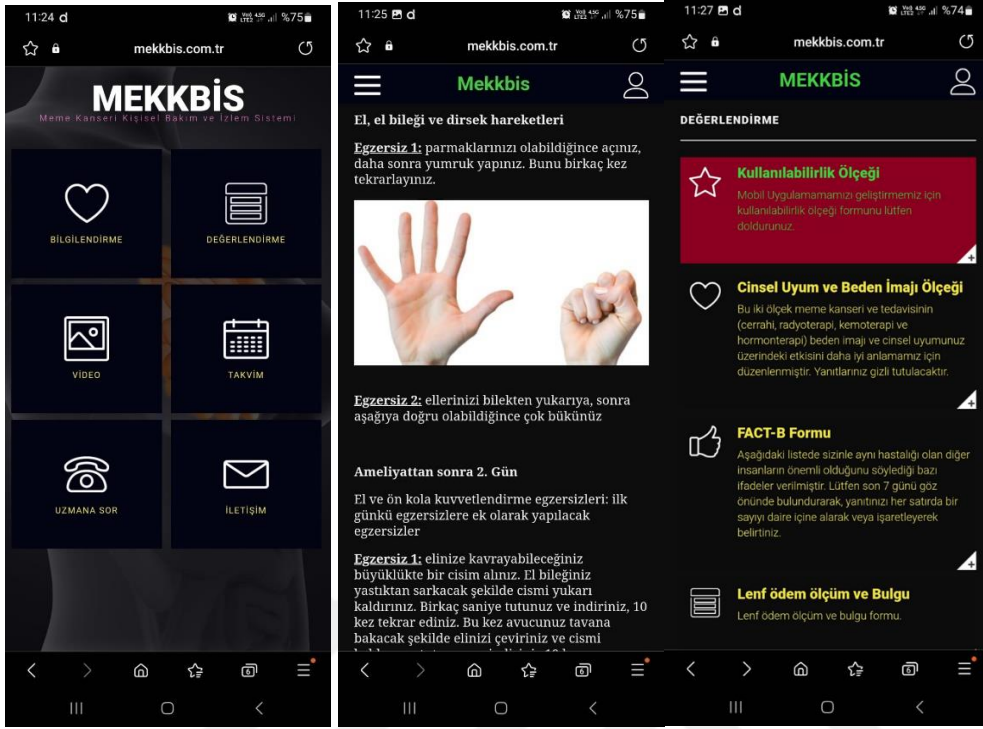 11:24 d
%75
mekkbis.com.tr
MEKKBİS
Meme Kanseri Kişisel Bakım ve İzlem Sistemi
BİLGİLENDİRME
DEĞERLENDİRME
VİDEO
TAKVİM
UZMANA SOR
İLETİŞİM
6
11:25 d
%75
mekkbis.com.tr
Mekkbis
El, el bileği ve dirsek hareketleri
Egzersiz 1: parmaklarınızı olabildiğince açınız,
daha sonra yumruk yapınız. Bunu birkaç kez
tekrarlayınız.
Egzersiz 2: ellerinizi bilekten yukarıya, sonra
aşağıya doğru olabildiğince çok bükünüz
Ameliyattan sonra 2. Gün
El ve ön kola kuvvetlendirme egzersizleri: ilk
günkü egzersizlere ek olarak yapılacak
egzersizler
Egzersiz 1: elinize kavrayabileceğiniz
büyüklükte bir cisim alınız. El bileğiniz
yastıktan sarkacak şekilde cismi yukarı
kaldırınız. Birkaç saniye tutunuz ve indiriniz, 10
kez tekrar ediniz. Bu kez avucunuz tavana
bakacak şekilde elinizi çeviriniz ve cismi
6
11:27 d
%74
mekkbis.com.tr
MEKKBİS
DEĞERLENDİRME
Kullanılabilirlik Ölçeği
Mobil Uygulamamamızı geliştirmemiz için
kullanılabilirlik ölçeği formunu lütfen
doldurunuz.
Cinsel Uyum ve Beden İmajı Ölçeği
Bu iki ölçek meme kanseri ve tedavisinin
(cerrahi, radyoterapi, kemoterapi ve
hormonterapi) beden imajı ve cinsel uyumunuz
üzerindeki etkisini daha iyi anlamamız için
düzenlenmiştir. Yanıtlarınız gizli tutulacaktır.
FACT-B Formu
Aşağıdaki listede sizinle aynı hastalığı olan diğer
insanların önemli olduğunu söylediği bazı
ifadeler verilmiştir. Lütfen son 7 günü göz
önünde bulundurarak, yanıtınızı her satırda bir
sayıyı daire içine alarak veya işaretleyerek
belirtiniz.
Lenf ödem ölçüm ve Bulgu
Lenf ödem ölçüm ve bulgu formu.
6